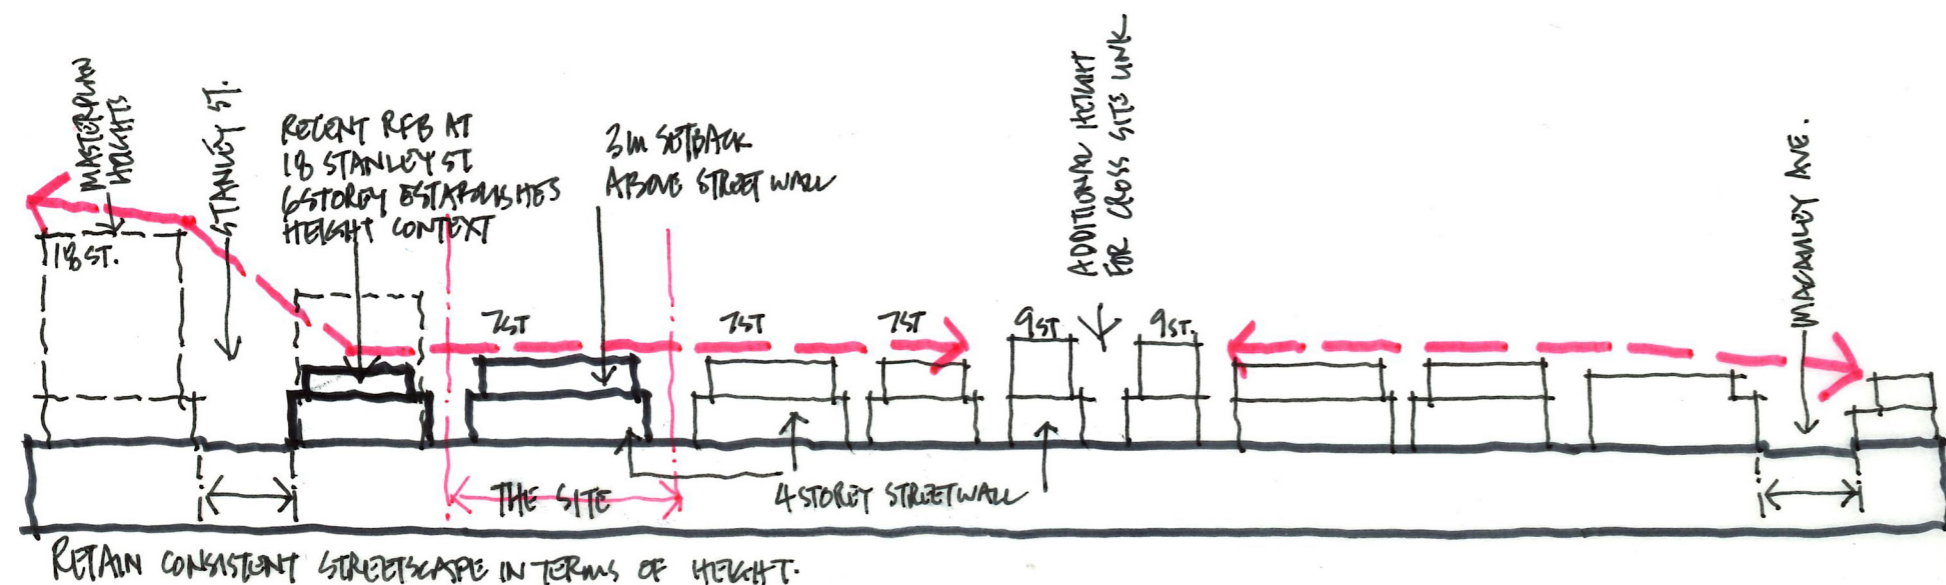 MASTERPLAN
HEIGHTS
STANLEY ST.
RECENT RFB AT
18 STANLEY ST
6 STOREY ESTABLISHES
HEIGHT CONTEXT
3m SETBACK
ABOVE STREET WALL
ADDITIONAL HEIGHT
FOR CROSS SITE LINK
MACAULEY AVE.
18 ST.
7ST
7ST
7ST
9ST
9ST.
THE SITE
4 STOREY STREETWALL
RETAIN CONSISTENT STREETSCAPE IN TERMS OF HEIGHT.